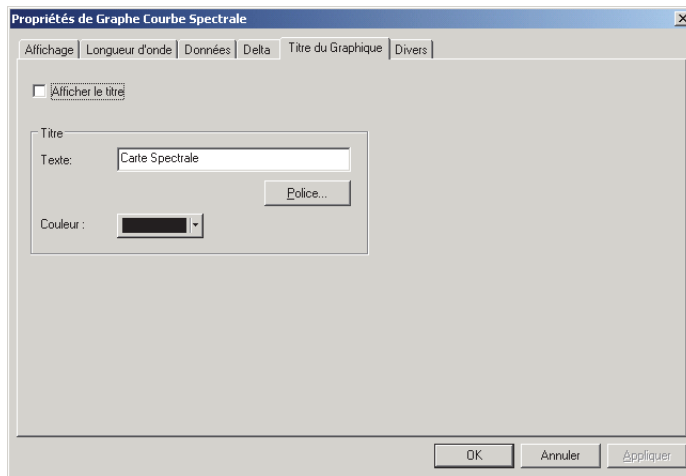 Propriétés de Graphe Courbe Spectrale
Affichage Longueur d'onde Données Delta Titre du Graphique Divers
Afficher le titre
Titre
Texte: Carte Spectrale
Police...
Couleur :
OK Annuler Appliquer